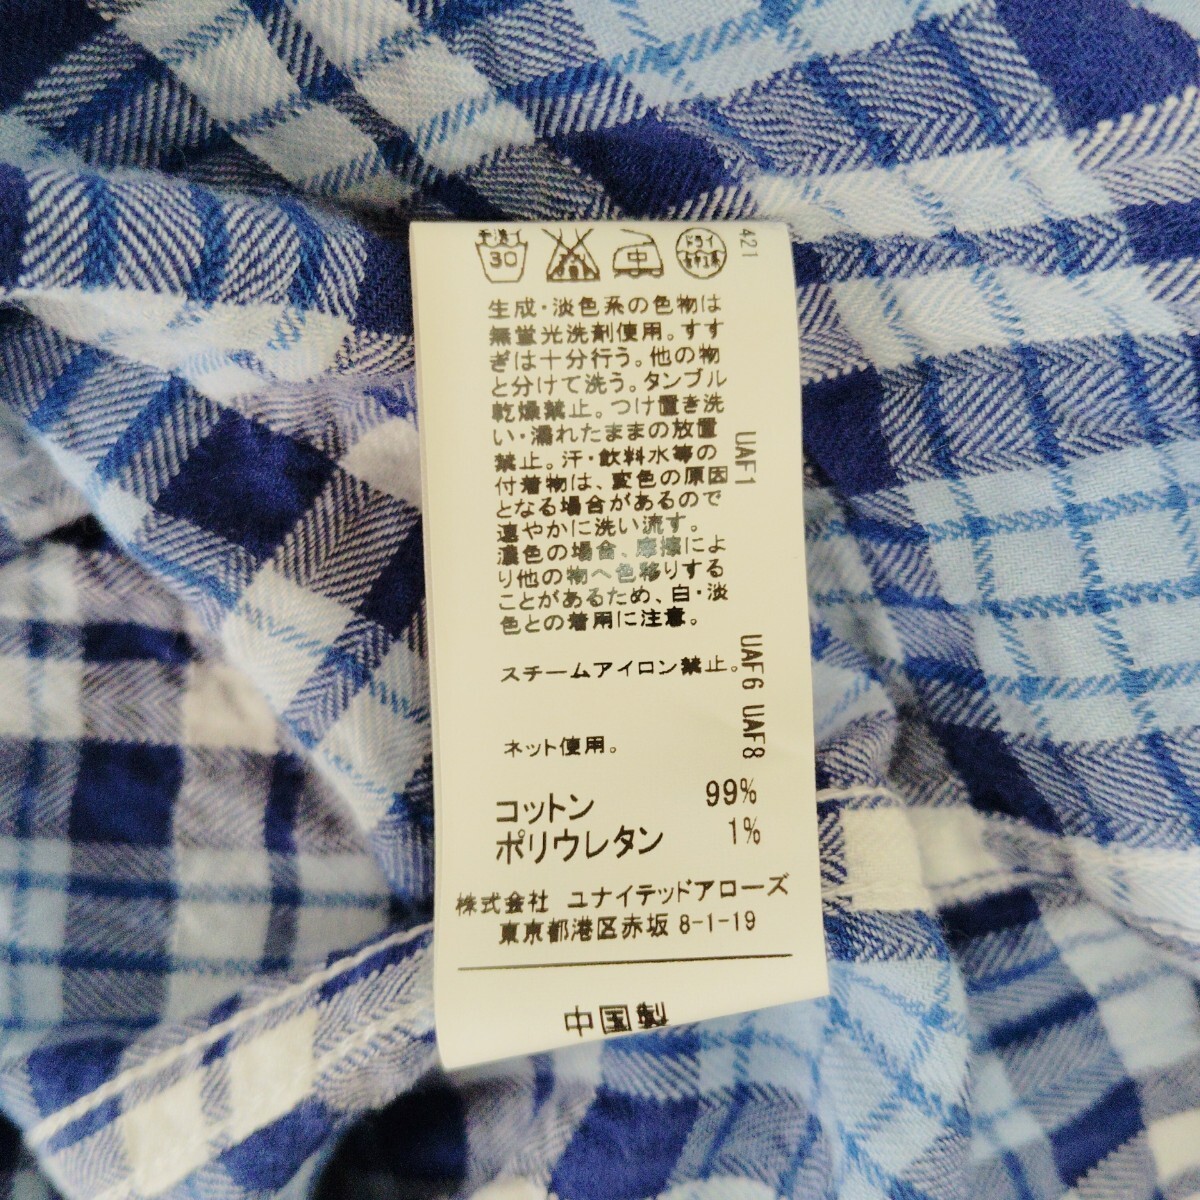 手洗イ
30
エンソサラシ
中
ドライ
セキユ系
421
生成・淡色系の色物は
無蛍光洗剤使用。すす
ぎは十分行う。他の物
と分けて洗う。タンブル
乾燥禁止。つけ置き洗
い・濡れたままの放置
禁止。汗・飲料水等の
付着物は、変色の原因
となる場合があるので
速やかに洗い流す。
濃色の場合、摩擦によ
り他の物へ色移りする
ことがあるため、白・淡
色との着用に注意。
UAF1
スチームアイロン禁止。
UAF6 UAF8
ネット使用。
コットン 99%
ポリウレタン 1%
株式会社 ユナイテッドアローズ
東京都港区赤坂 8-1-19
中国製